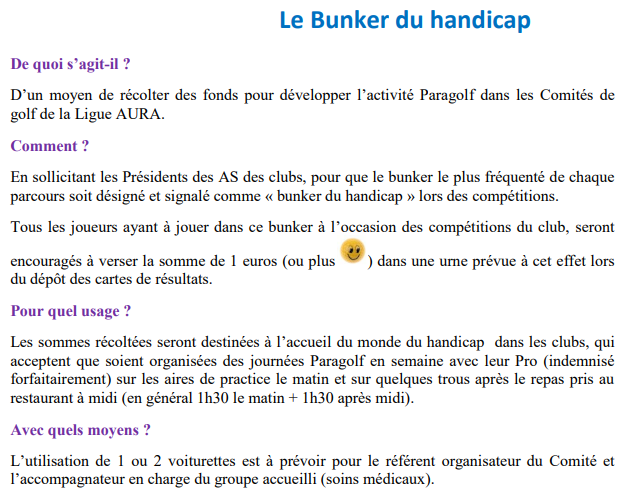 Le Bunker du handicap
De quoi s’agit-il ?
D’un moyen de récolter des fonds pour développer l’activité Paragolf dans les Comités de
golf de la Ligue AURA.
Comment ?
En sollicitant les Présidents des AS des clubs, pour que le bunker le plus fréquenté de chaque
parcours soit désigné et signalé comme « bunker du handicap » lors des compétitions.
Tous les joueurs ayant à jouer dans ce bunker à l’occasion des compétitions du club, seront
encouragés à verser la somme de 1 euros (ou plus ) dans une urne prévue à cet effet lors
du dépôt des cartes de résultats.
Pour quel usage ?
Les sommes récoltées seront destinées à l’accueil du monde du handicap dans les clubs, qui
acceptent que soient organisées des journées Paragolf en semaine avec leur Pro (indemnisé
forfaitairement) sur les aires de practice le matin et sur quelques trous après le repas pris au
restaurant à midi (en général 1h30 le matin + 1h30 après midi).
Avec quels moyens ?
L’utilisation de 1 ou 2 voiturettes est à prévoir pour le référent organisateur du Comité et
l’accompagnateur en charge du groupe accueilli (soins médicaux).